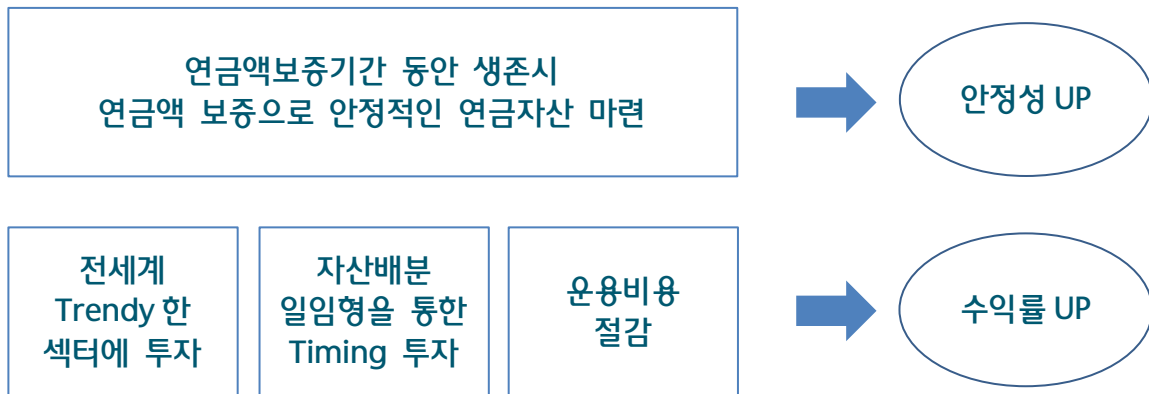 연금액보증기간 동안 생존시
연금액 보증으로 안정적인 연금자산 마련
안정성 UP
전세계
Trendy 한
섹터에 투자
자산배분
일임형을 통한
Timing 투자
운용비용
절감
수익률 UP